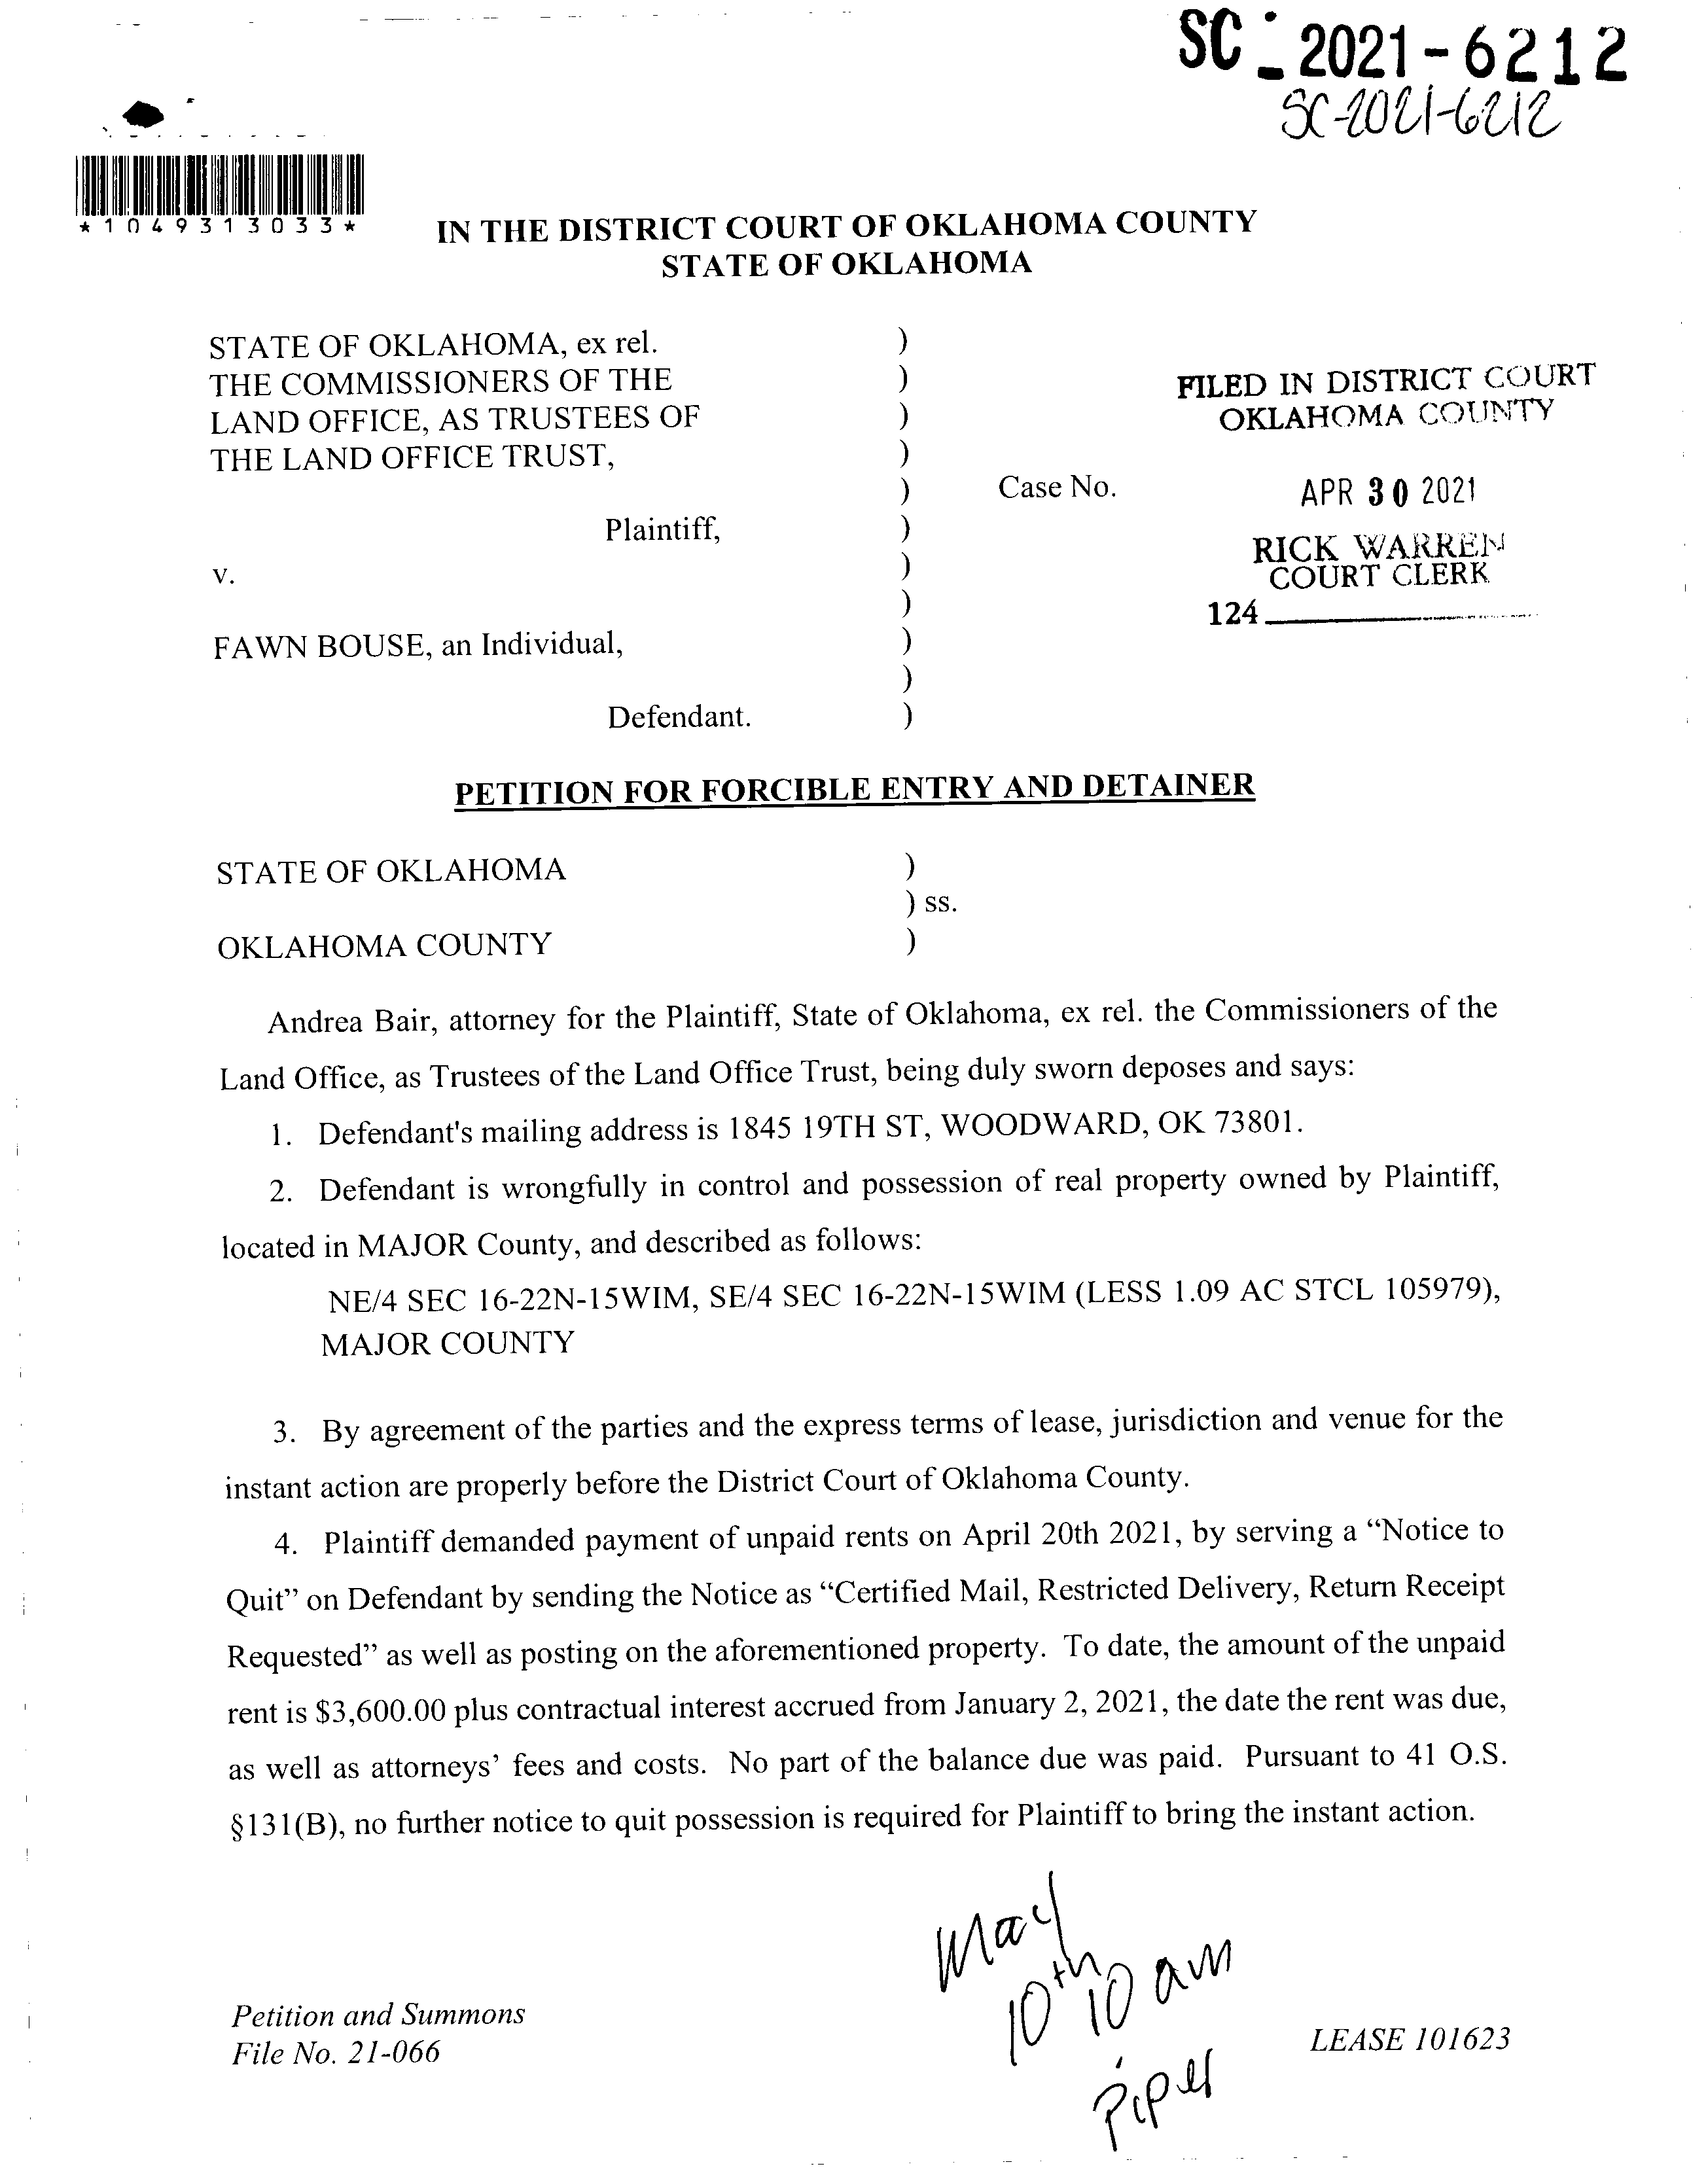 SC - 2021-6212
SC-2021-6212
*1049313033*
IN THE DISTRICT COURT OF OKLAHOMA COUNTY
STATE OF OKLAHOMA
STATE OF OKLAHOMA, ex rel. )
THE COMMISSIONERS OF THE )
LAND OFFICE, AS TRUSTEES OF )
THE LAND OFFICE TRUST, )
) Case No.
Plaintiff, )
v. )
)
FAWN BOUSE, an Individual, )
)
Defendant. )
FILED IN DISTRICT COURT
OKLAHOMA COUNTY
APR 30 2021
RICK WARREN
COURT CLERK
124
PETITION FOR FORCIBLE ENTRY AND DETAINER
STATE OF OKLAHOMA )
) ss.
OKLAHOMA COUNTY )
Andrea Bair, attorney for the Plaintiff, State of Oklahoma, ex rel. the Commissioners of the
Land Office, as Trustees of the Land Office Trust, being duly sworn deposes and says:
1. Defendant's mailing address is 1845 19TH ST, WOODWARD, OK 73801.
2. Defendant is wrongfully in control and possession of real property owned by Plaintiff,
located in MAJOR County, and described as follows:
NE/4 SEC 16-22N-15WIM, SE/4 SEC 16-22N-15WIM (LESS 1.09 AC STCL 105979),
MAJOR COUNTY
3. By agreement of the parties and the express terms of lease, jurisdiction and venue for the
instant action are properly before the District Court of Oklahoma County.
4. Plaintiff demanded payment of unpaid rents on April 20th 2021, by serving a “Notice to
Quit” on Defendant by sending the Notice as “Certified Mail, Restricted Delivery, Return Receipt
Requested” as well as posting on the aforementioned property. To date, the amount of the unpaid
rent is $3,600.00 plus contractual interest accrued from January 2, 2021, the date the rent was due,
as well as attorneys’ fees and costs. No part of the balance due was paid. Pursuant to 41 O.S.
§131(B), no further notice to quit possession is required for Plaintiff to bring the instant action.
May
10th 10 am
Piper
Petition and Summons
File No. 21-066
LEASE 101623